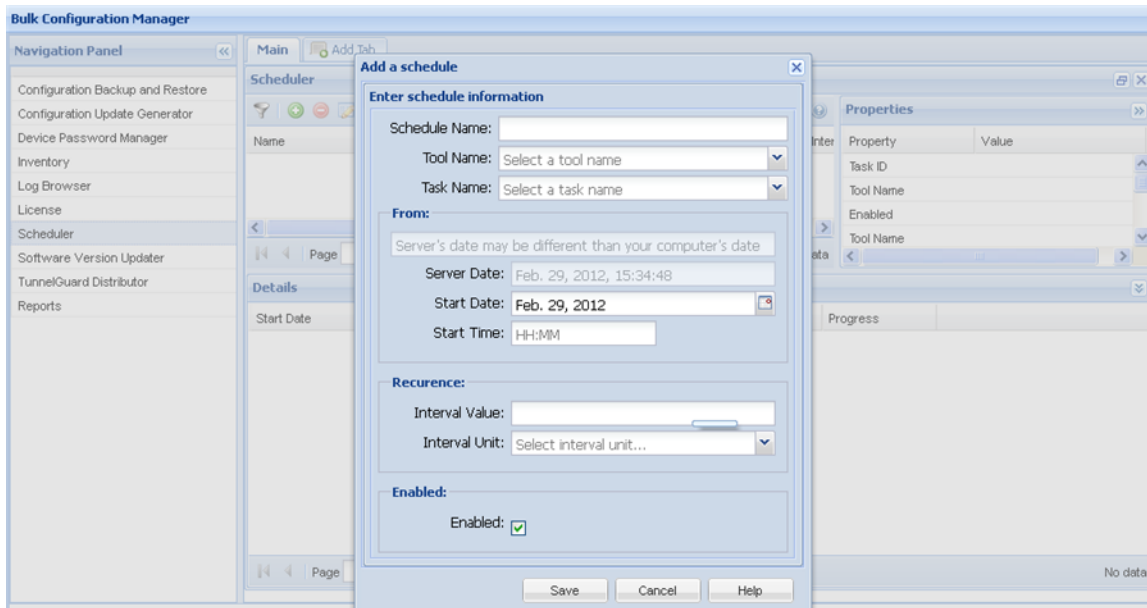 Bulk Configuration Manager
Navigation Panel
Configuration Backup and Restore
Configuration Update Generator
Device Password Manager
Inventory
Log Browser
License
Scheduler
Software Version Updater
TunnelGuard Distributor
Reports
Main Add Tab
Scheduler
Name
Page
Details
Start Date
Page
Add a schedule
Enter schedule information
Schedule Name:
Tool Name: Select a tool name
Task Name: Select a task name
From:
Server's date may be different than your computer's date
Server Date: Feb. 29, 2012, 15:34:48
Start Date: Feb. 29, 2012
Start Time: HH:MM
Recurence:
Interval Value:
Interval Unit: Select interval unit...
Enabled:
Enabled:
Save Cancel Help
Inter
ata
Properties
Property Value
Task ID
Tool Name
Enabled
Tool Name
Progress
No data